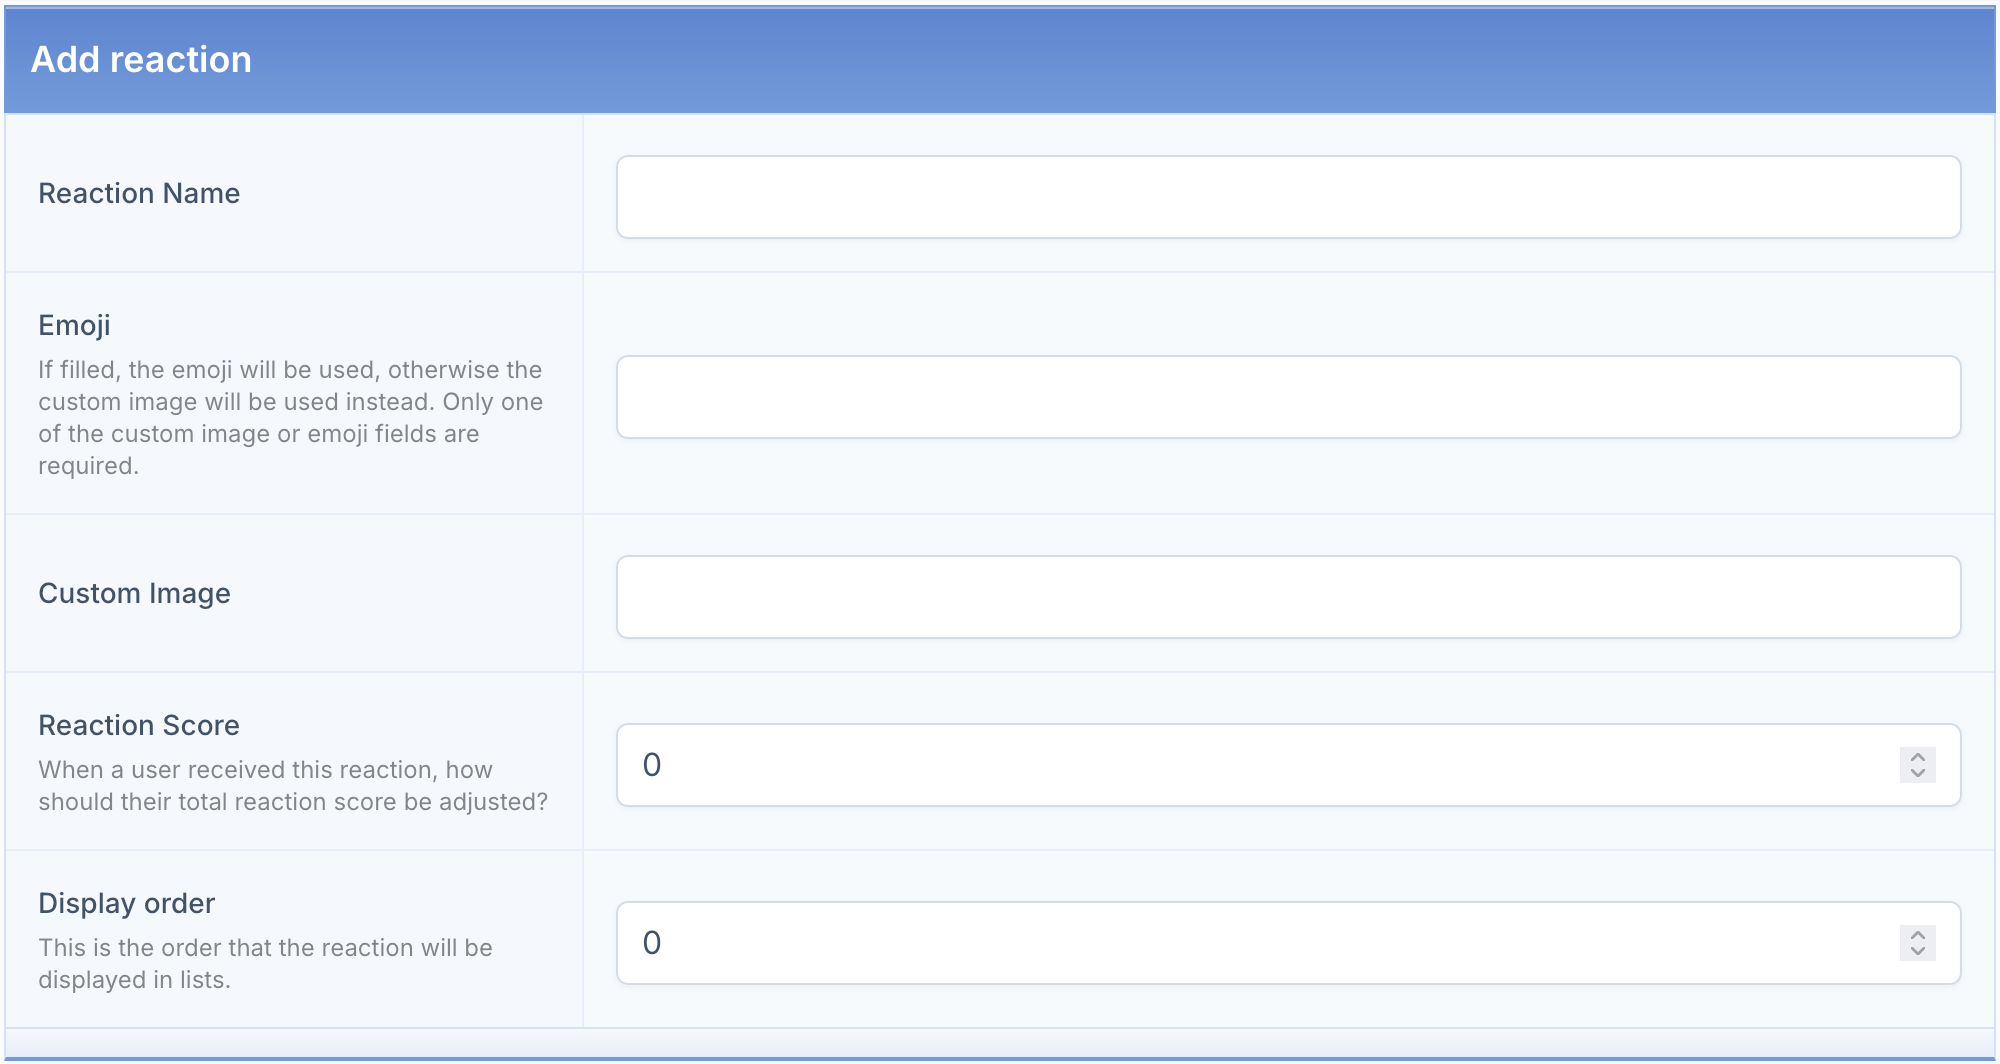 Add reaction
Reaction Name
Emoji
If filled, the emoji will be used, otherwise the
custom image will be used instead. Only one
of the custom image or emoji fields are
required.
Custom Image
Reaction Score
When a user received this reaction, how
should their total reaction score be adjusted?
0
Display order
This is the order that the reaction will be
displayed in lists.
0